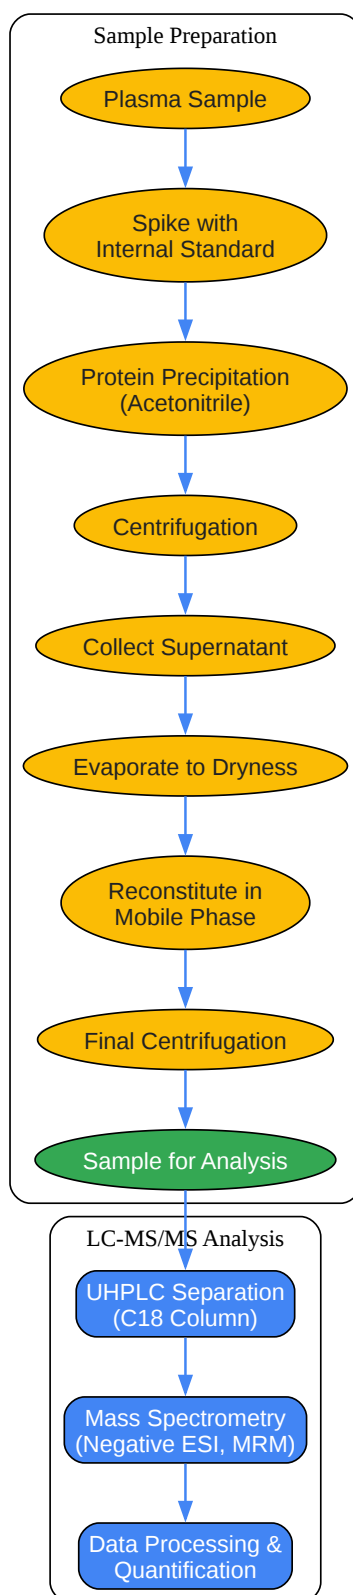 Sample Preparation
Plasma Sample
Spike with
Internal Standard
Protein Precipitation
(Acetonitrile)
Centrifugation
Collect Supernatant
Evaporate to Dryness
Reconstitute in
Mobile Phase
Final Centrifugation
Sample for Analysis
LC-MS/MS Analysis
UHPLC Separation
(C18 Column)
Mass Spectrometry
(Negative ESI, MRM)
Data Processing &
Quantification